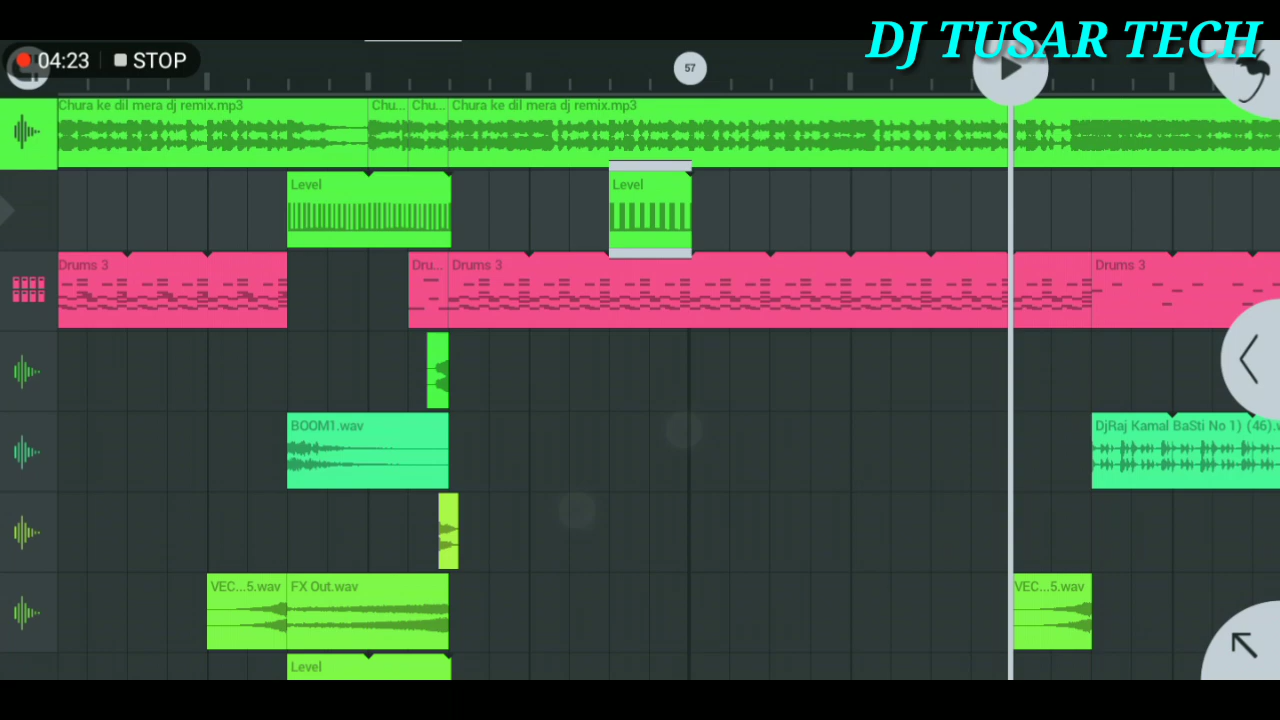 DJ TUSAR TECH
04:23 STOP
57
Chura ke dil mera dj remix.mp3 Chu... Chu... Chura ke dil mera dj remix.mp3
Level Level
Drums 3 Dru... Drums 3 Drums 3
BOOM1.wav DjRaj Kamal BaSti No 1) (46).w
VEC...5.wav FX Out.wav VEC...5.wav
Level